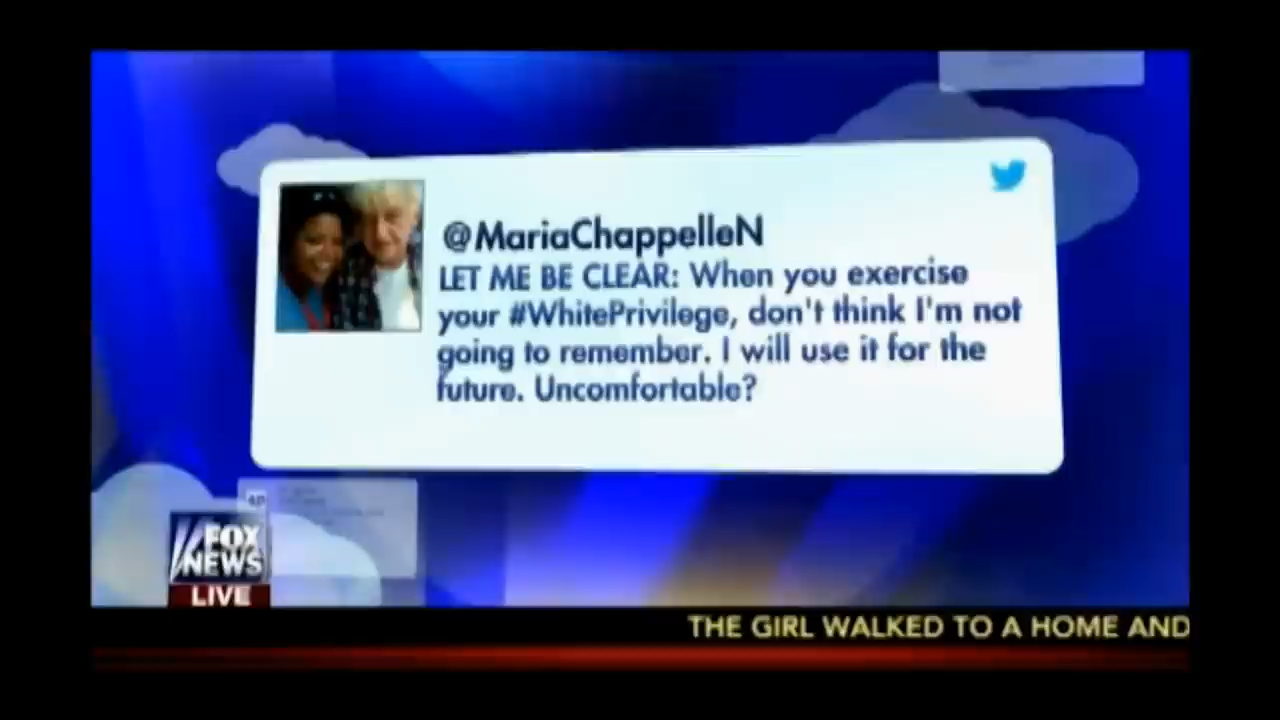 @MariaChappelleN
LET ME BE CLEAR: When you exercise
your #WhitePrivilege, don't think I'm not
going to remember. I will use it for the
future. Uncomfortable?
FOX
NEWS
LIVE
THE GIRL WALKED TO A HOME AND